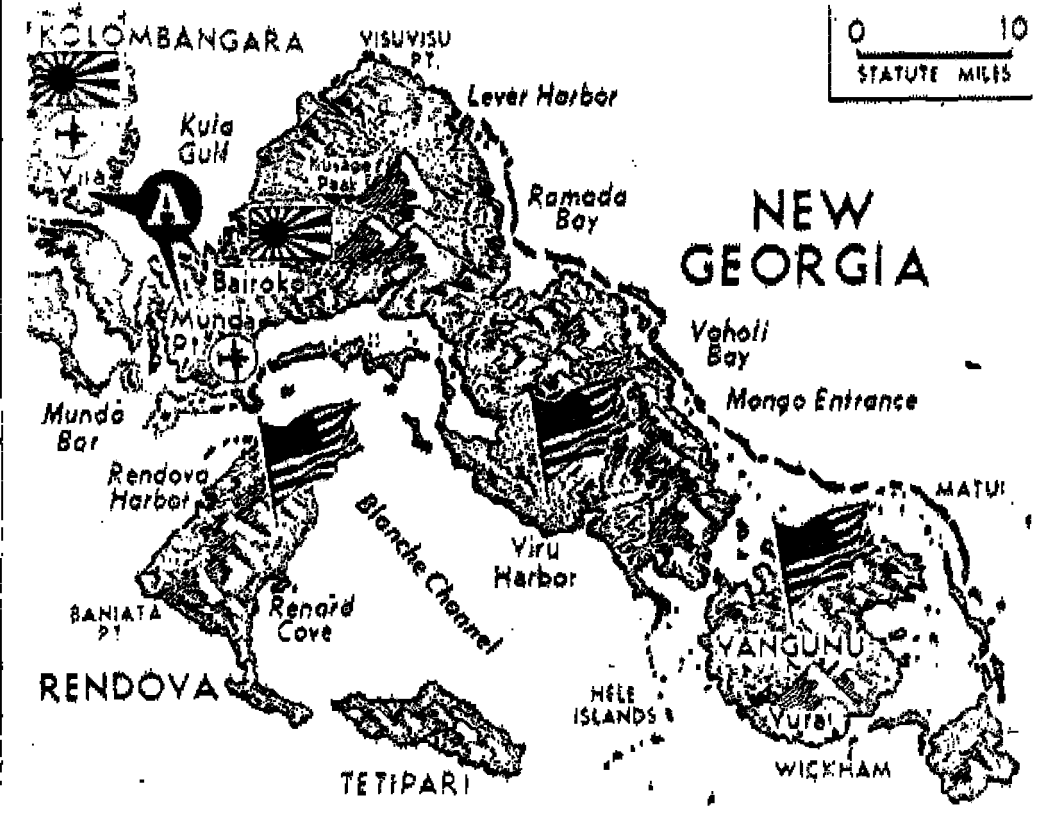 KOLOMBANGARA
VISUVISU
PT.
0 10
STATUTE MILES
Lever Harbor
Kula
Gulf
Vila
A
Ramada
Bay
NEW
GEORGIA
Bairoko
Munda
Pt.
Mongo Entrance
Bay
Munda
Bar
Rendova
Harbor
MATUI
Blanche Channel
Viru
Harbor
BANIATA
PT.
Renard
Cove
VANGUNU
RENDOVA
HELE
ISLANDS
Vura
WICKHAM
TETIPARI